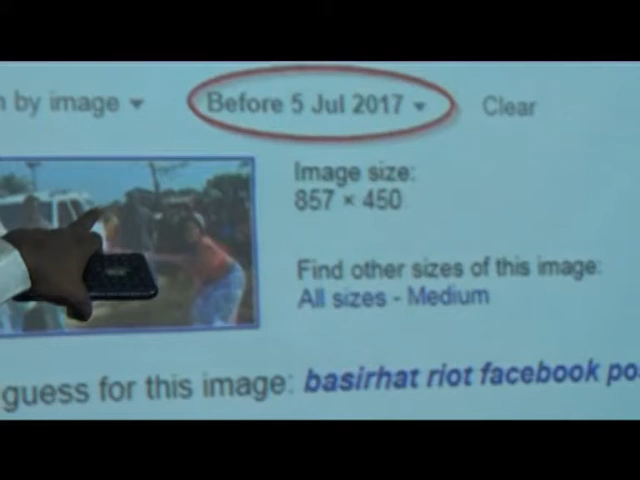 n by image
Before 5 Jul 2017
Clear
Image size:
857 × 450
Find other sizes of this image:
All sizes - Medium
guess for this image: basirhat riot facebook po